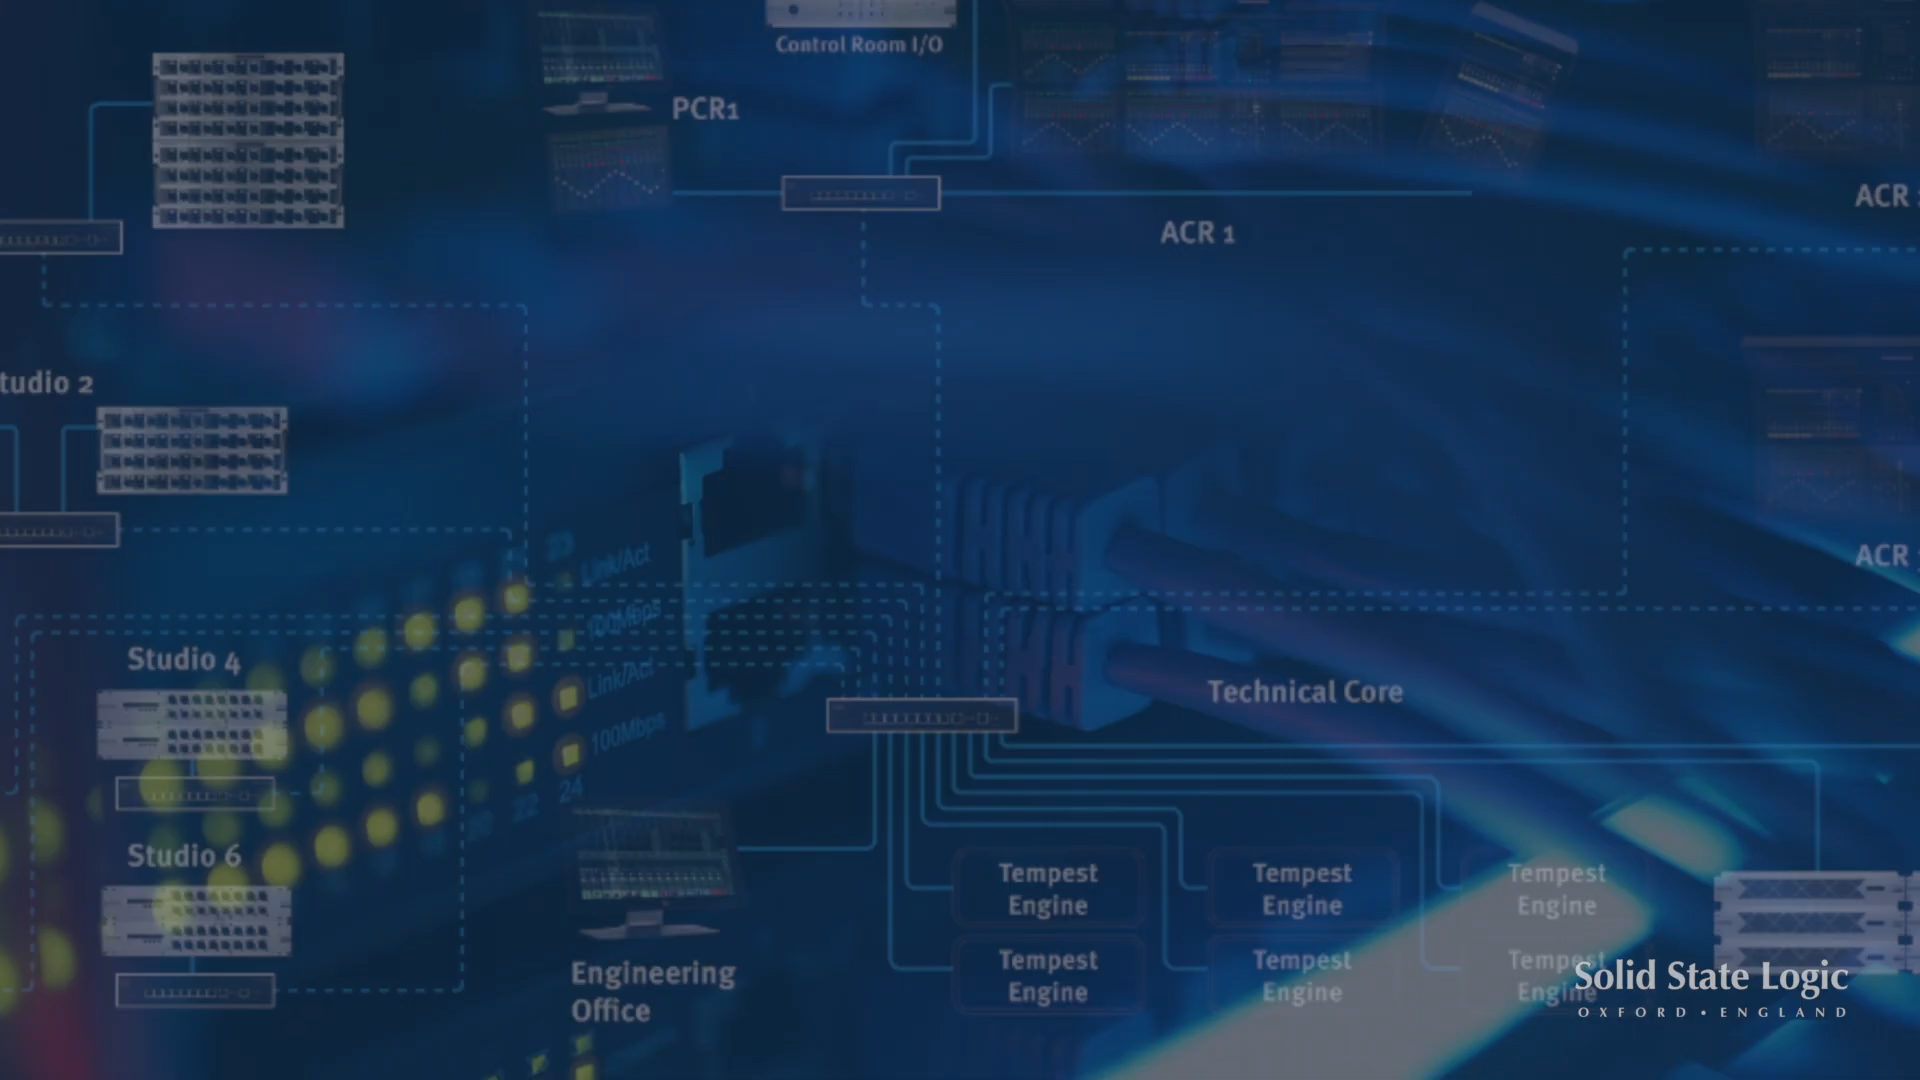 Control Room I/O
PCR1
ACR 1
ACR
tudio 2
Link/Act
100Mbps
ACR
Studio 4
Link/Act
100Mbps
Technical Core
22
24
Studio 6
Tempest
Engine
Tempest
Engine
Tempest
Engine
Engineering
Office
Tempest
Engine
Tempest
Engine
Tempest
Engine
Solid State Logic
OXFORD • ENGLAND